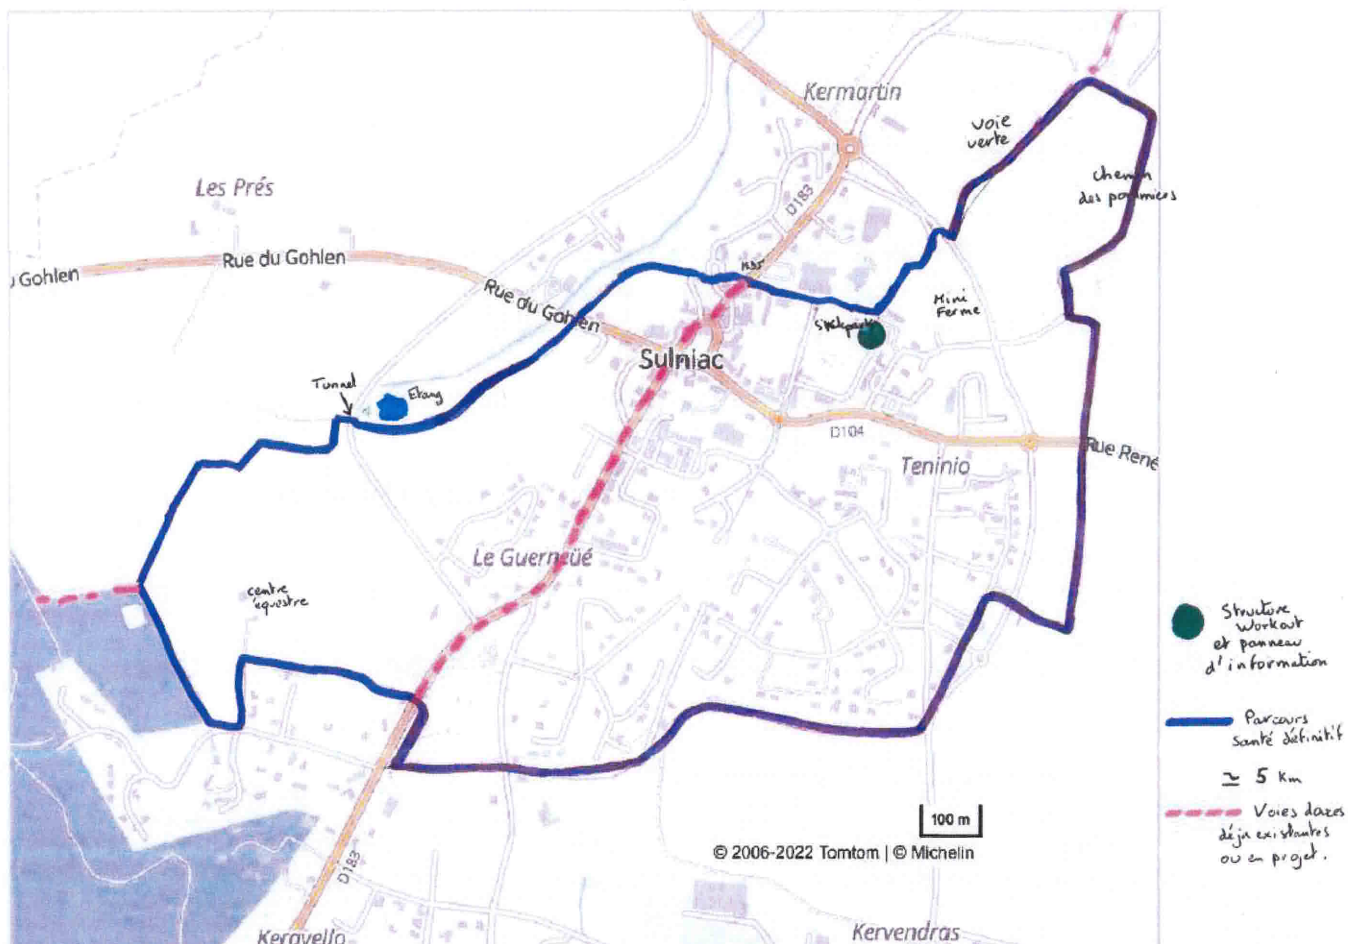 Kermartin
voie
verte
chemin
des pommiers
Les Prés
D183
u Gohlen
Rue du Gohlen
Rue du Gohlen
Mini
Ferme
Skatepark
Sulniac
Tunnel
Etang
D104
Rue René
Teninio
Le Guernëüé
centre
équestre
Structure
workout
et panneau
d'information
Parcours
santé définitif
≃ 5 km
Voies douces
déjà existantes
ou en projet.
100 m
© 2006-2022 Tomtom | © Michelin
D183
Keravello
Kervendras